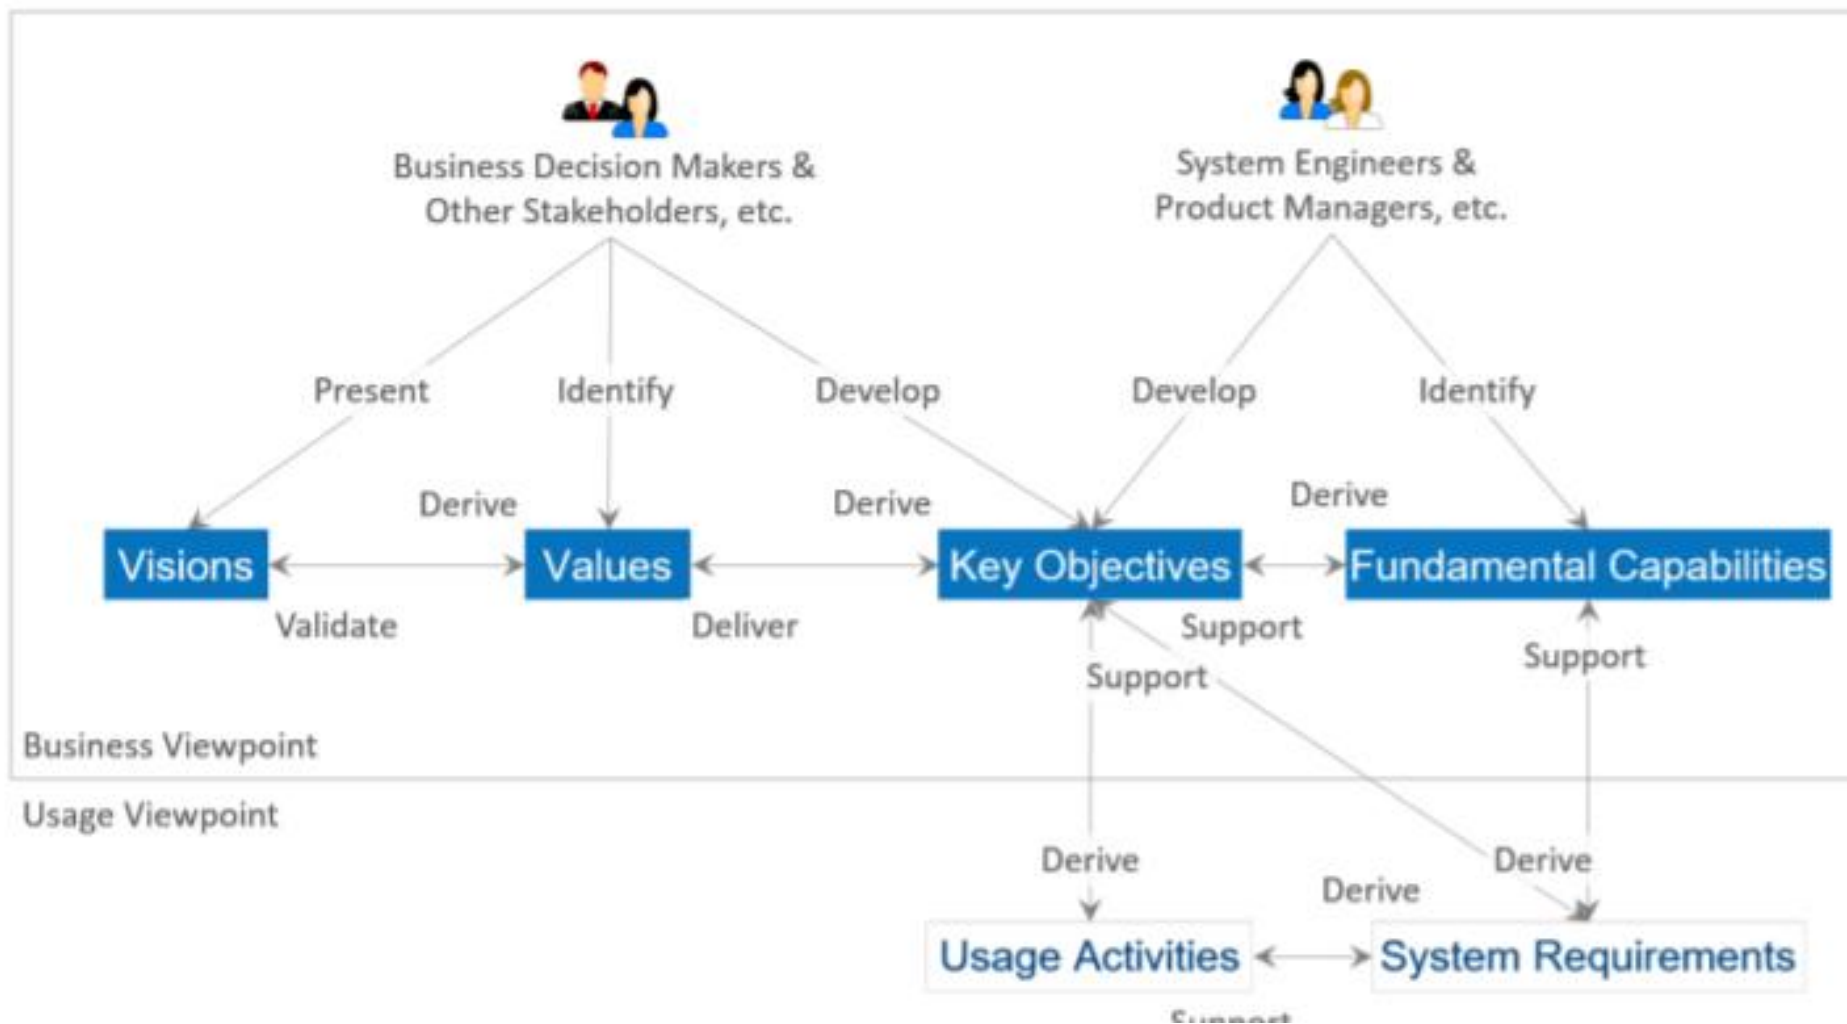 Business Decision Makers &
Other Stakeholders, etc.
System Engineers &
Product Managers, etc.
Present
Identify
Develop
Develop
Identify
Derive
Derive
Derive
Visions
Values
Key Objectives
Fundamental Capabilities
Validate
Deliver
Support
Support
Support
Business Viewpoint
Usage Viewpoint
Derive
Derive
Derive
Usage Activities
System Requirements
Support